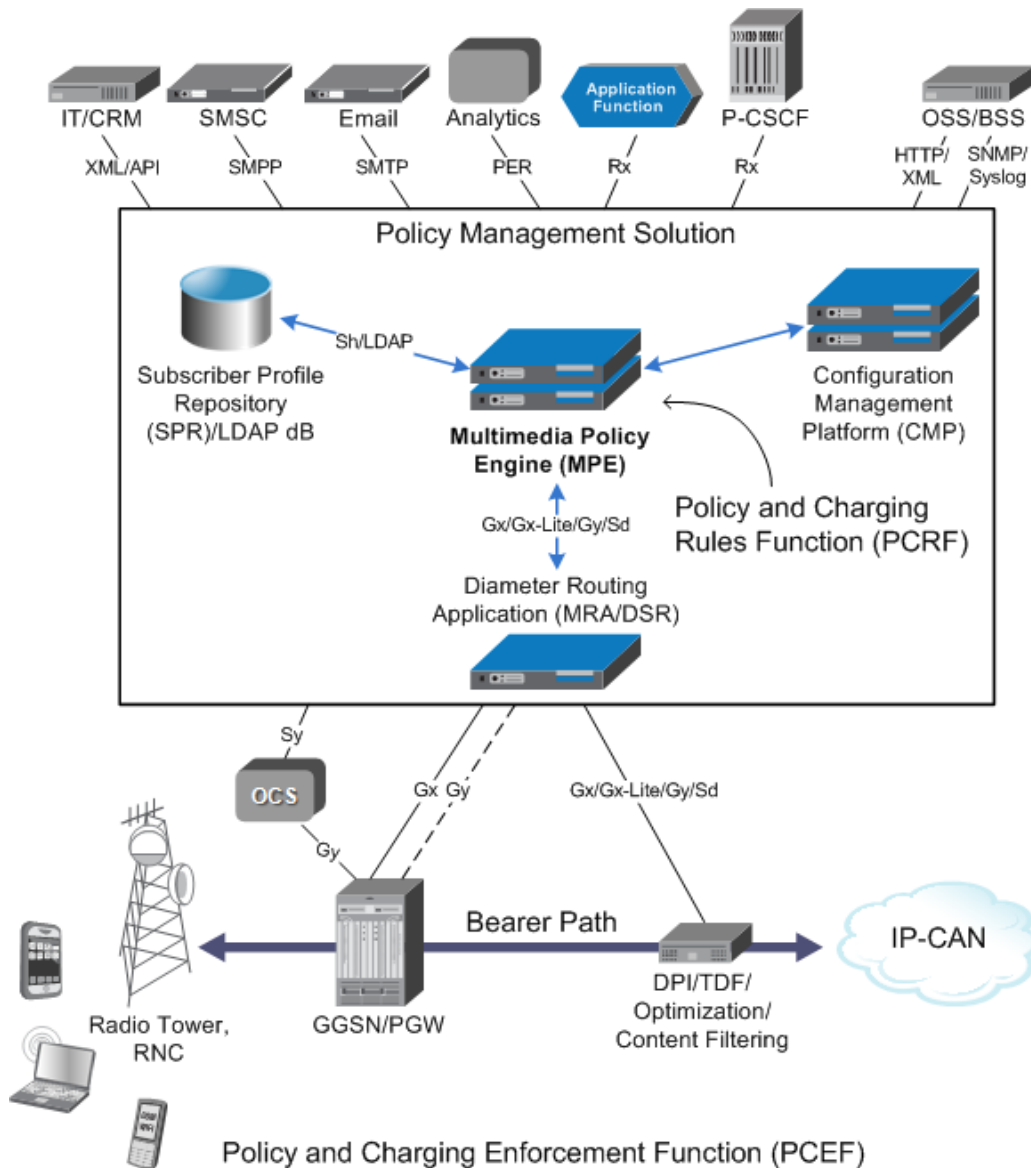 IT/CRM
SMSC
Email
Analytics
Application
Function
P-CSCF
OSS/BSS
XML/API
SMPP
SMTP
PER
Rx
Rx
HTTP/
XML
SNMP/
Syslog
Policy Management Solution
Sh/LDAP
Subscriber Profile
Repository
(SPR)/LDAP dB
Multimedia Policy
Engine (MPE)
Configuration
Management
Platform (CMP)
Policy and Charging
Rules Function (PCRF)
Gx/Gx-Lite/Gy/Sd
Diameter Routing
Application (MRA/DSR)
Sy
OCS
Gx
Gy
Gx/Gx-Lite/Gy/Sd
Gy
Bearer Path
IP-CAN
GGSN/PGW
DPI/TDF/
Optimization/
Content Filtering
Radio Tower,
RNC
Policy and Charging Enforcement Function (PCEF)